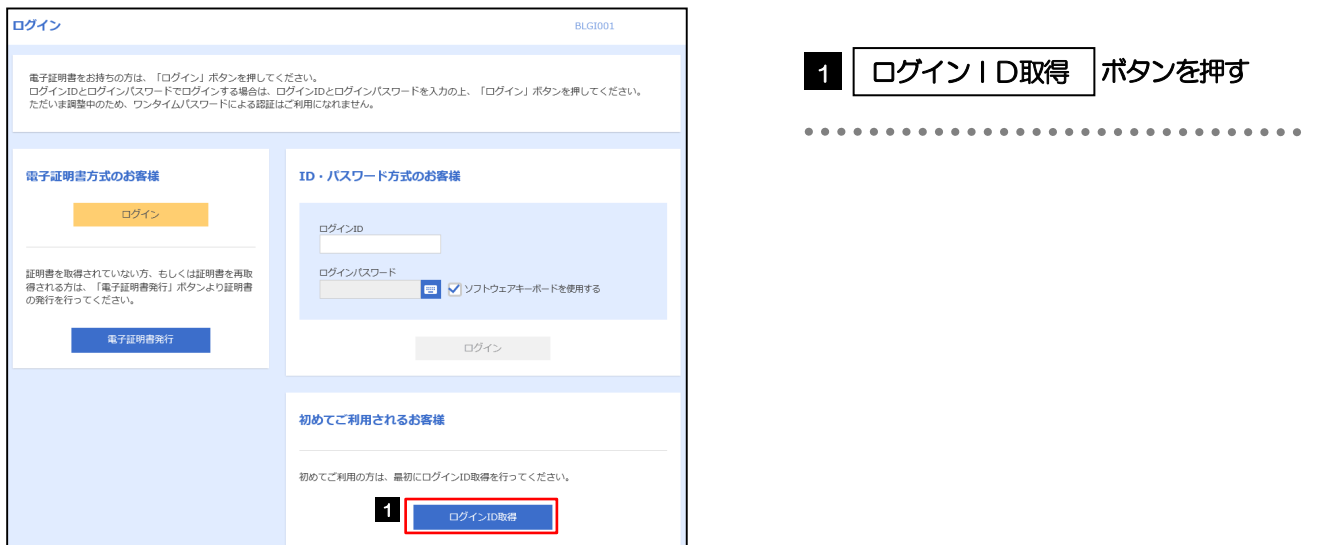 ログイン
BLGI001
電子証明書をお持ちの方は、「ログイン」ボタンを押してください。
ログインIDとログインパスワードでログインする場合は、ログインIDとログインパスワードを入力の上、「ログイン」ボタンを押してください。
ただいま調整中のため、ワンタイムパスワードによる認証はご利用になれません。
電子証明書方式のお客様
ログイン
証明書を取得されていない方、もしくは証明書を再取
得される方は、「電子証明書発行」ボタンより証明書
の発行を行ってください。
電子証明書発行
ID・パスワード方式のお客様
ログインID
ログインパスワード
ソフトウェアキーボードを使用する
ログイン
初めてご利用されるお客様
初めてご利用の方は、最初にログインID取得を行ってください。
1
ログインID取得
1 ログインＩＤ取得 ボタンを押す